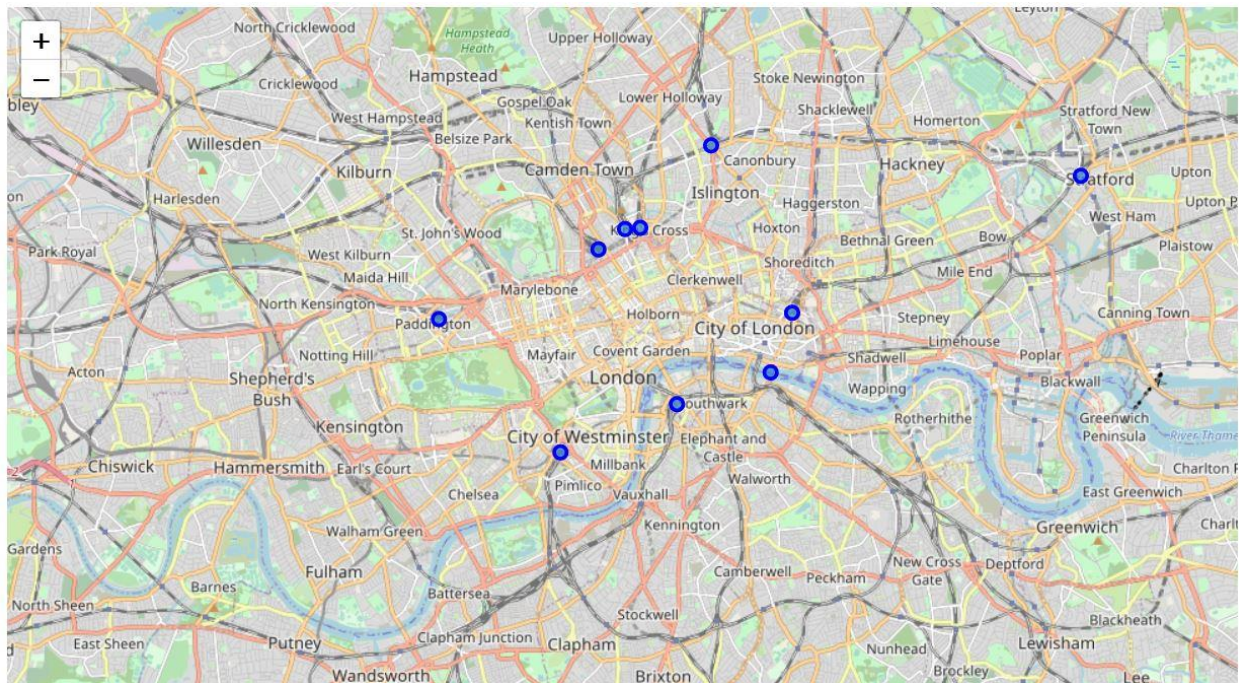 Leyton
North Cricklewood
Hampstead
Heath
Upper Holloway
+
−
Hampstead
Cricklewood
Stoke Newington
Gospel Oak
Lower Holloway
Shacklewell
Stratford New
Town
bley
West Hampstead
Kentish Town
Homerton
Belsize Park
Willesden
Kilburn
Camden Town
Canonbury
Hackney
Upton
Harlesden
Islington
Haggerston
Upton P
West Ham
on
St. John's Wood
Cross
Hoxton
Bethnal Green
Bow
Plaistow
Park Royal
West Kilburn
Shoreditch
Maida Hill
Clerkenwell
Mile End
Marylebone
North Kensington
Holborn
Canning Town
Paddington
City of London
Stepney
Limehouse
Notting Hill
Mayfair
Covent Garden
Shadwell
Poplar
Acton
Shepherd's
Bush
London
Wapping
Blackwall
outhwark
Rotherhithe
Greenwich
Peninsula
Kensington
City of Westminster
Elephant and
Castle
River Thame
Chiswick
Hammersmith
Earl's Court
Millbank
Walworth
Charlton R
Pimlico
Chelsea
Vauxhall
East Greenwich
Walham Green
Kennington
Greenwich
Charlt
Gardens
Fulham
Camberwell
Peckham
New Cross
Gate
Deptford
Barnes
Battersea
North Sheen
Stockwell
Blackheath
East Sheen
Putney
Clapham Junction
Clapham
Nunhead
Lewisham
Wandsworth
Brixton
Brockley
Lee